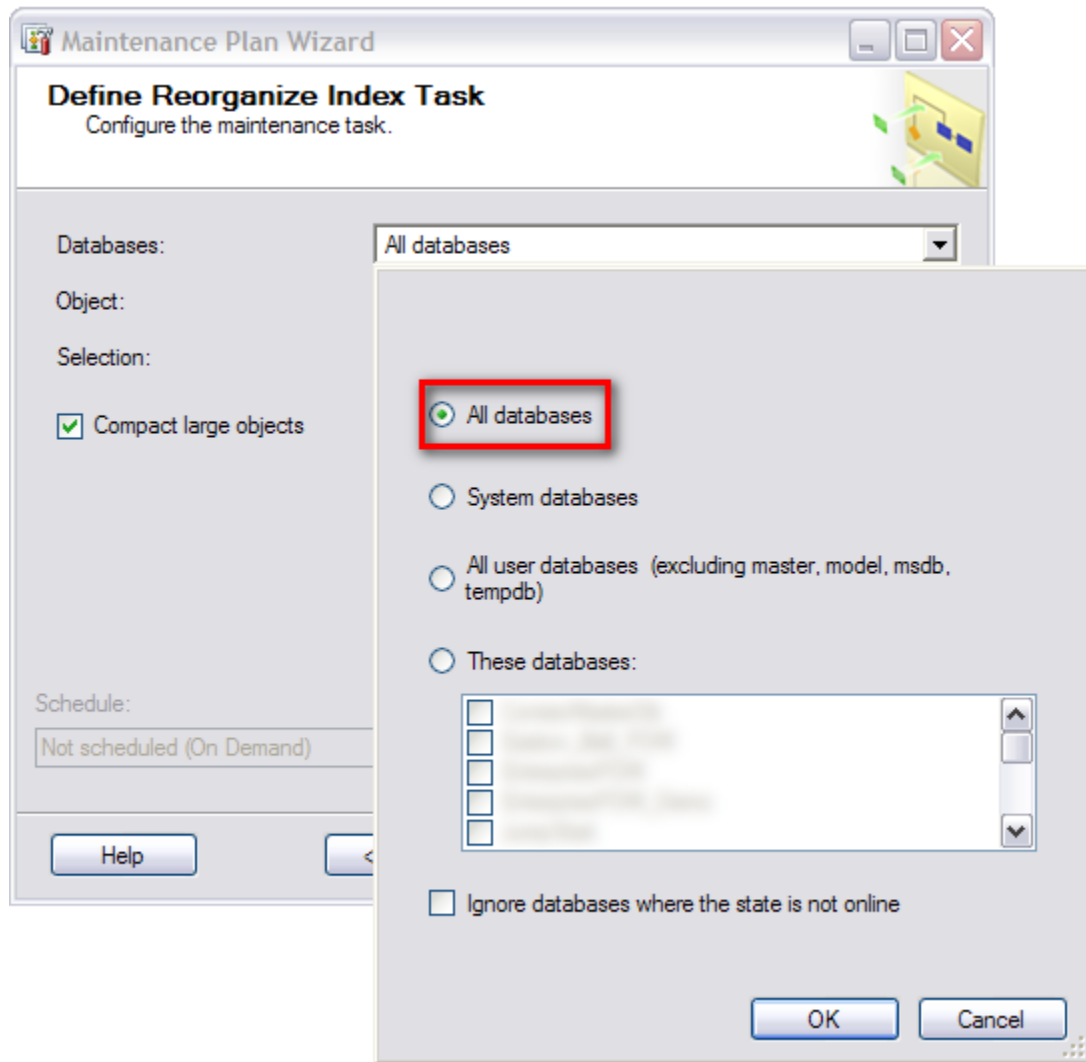 Maintenance Plan Wizard
Define Reorganize Index Task
Configure the maintenance task.
Databases:
All databases
Object:
Selection:
Compact large objects
All databases
System databases
All user databases (excluding master, model, msdb,
tempdb)
These databases:
Schedule:
Not scheduled (On Demand)
Help
<
Ignore databases where the state is not online
OK
Cancel